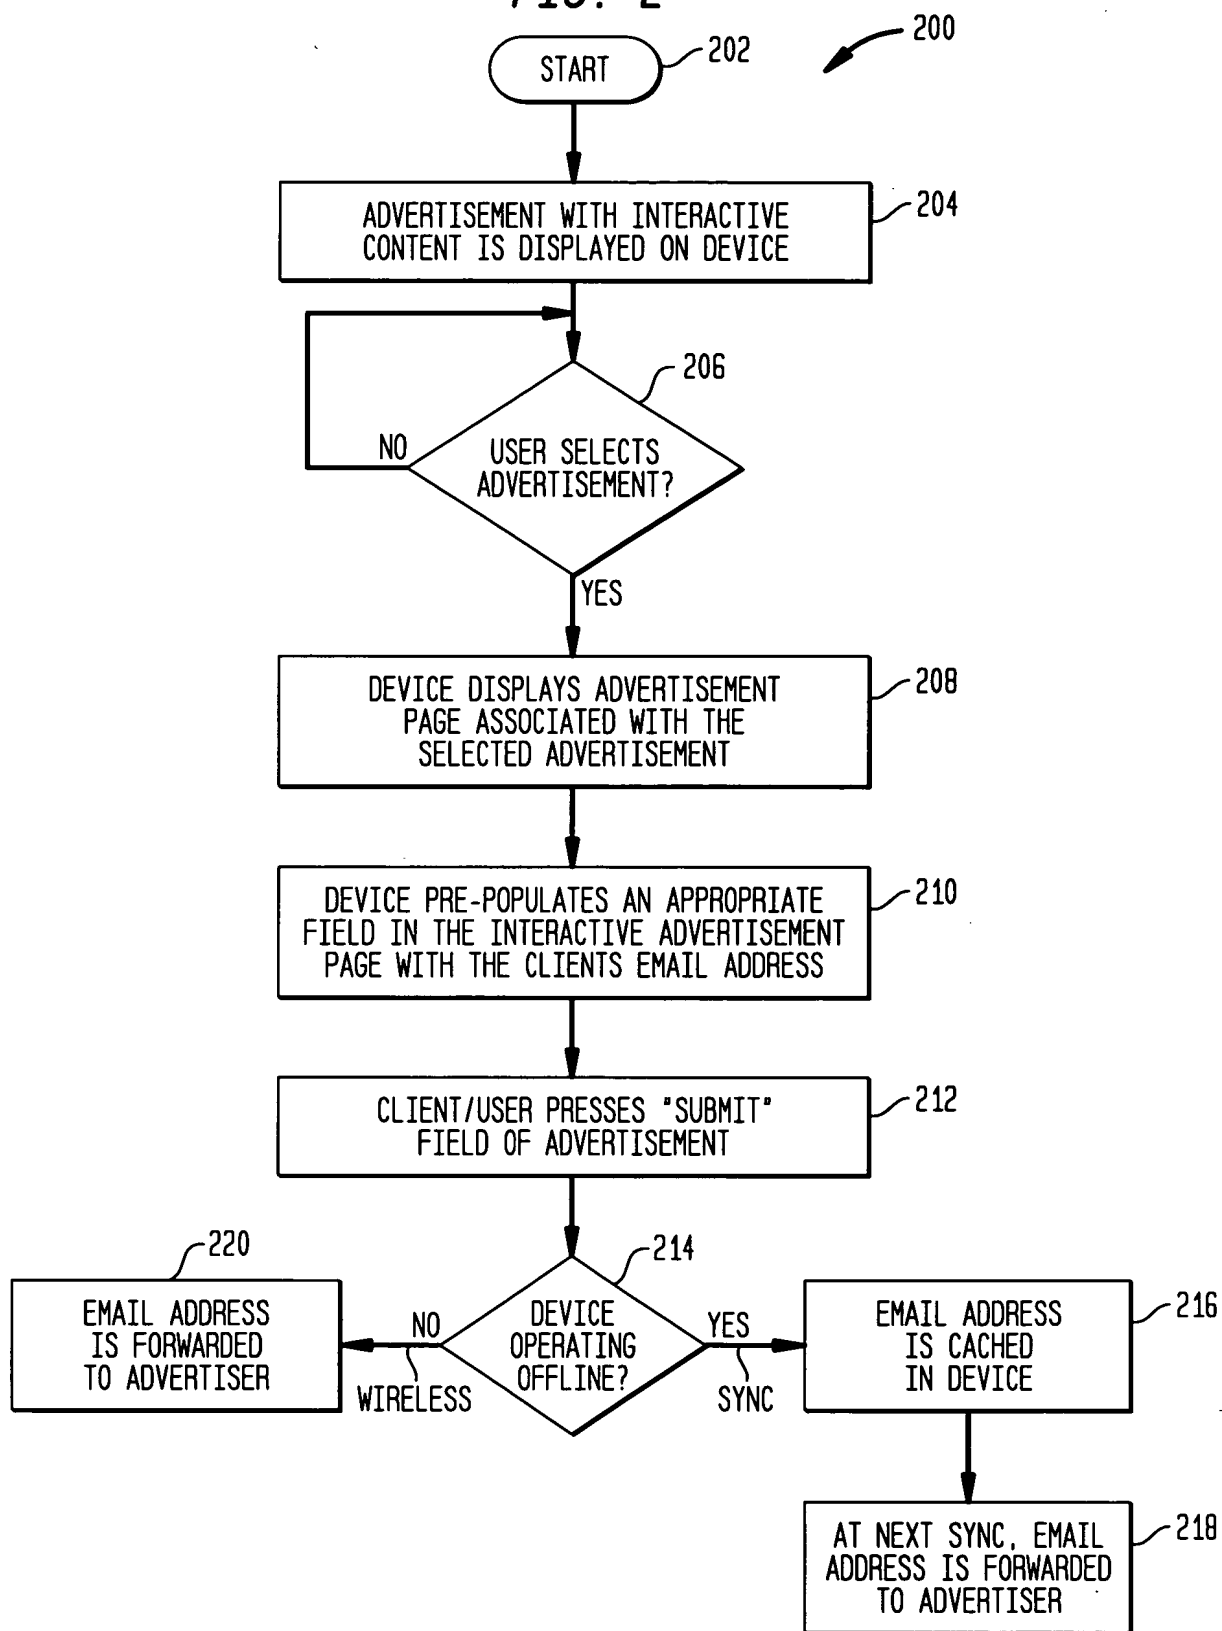 FIG. 2
200
START
202
ADVERTISEMENT WITH INTERACTIVE
CONTENT IS DISPLAYED ON DEVICE
204
206
USER SELECTS
ADVERTISEMENT?
NO
YES
DEVICE DISPLAYS ADVERTISEMENT
PAGE ASSOCIATED WITH THE
SELECTED ADVERTISEMENT
208
DEVICE PRE-POPULATES AN APPROPRIATE
FIELD IN THE INTERACTIVE ADVERTISEMENT
PAGE WITH THE CLIENTS EMAIL ADDRESS
210
CLIENT/USER PRESSES "SUBMIT"
FIELD OF ADVERTISEMENT
212
214
DEVICE
OPERATING
OFFLINE?
NO
WIRELESS
YES
SYNC
220
EMAIL ADDRESS
IS FORWARDED
TO ADVERTISER
EMAIL ADDRESS
IS CACHED
IN DEVICE
216
AT NEXT SYNC, EMAIL
ADDRESS IS FORWARDED
TO ADVERTISER
218